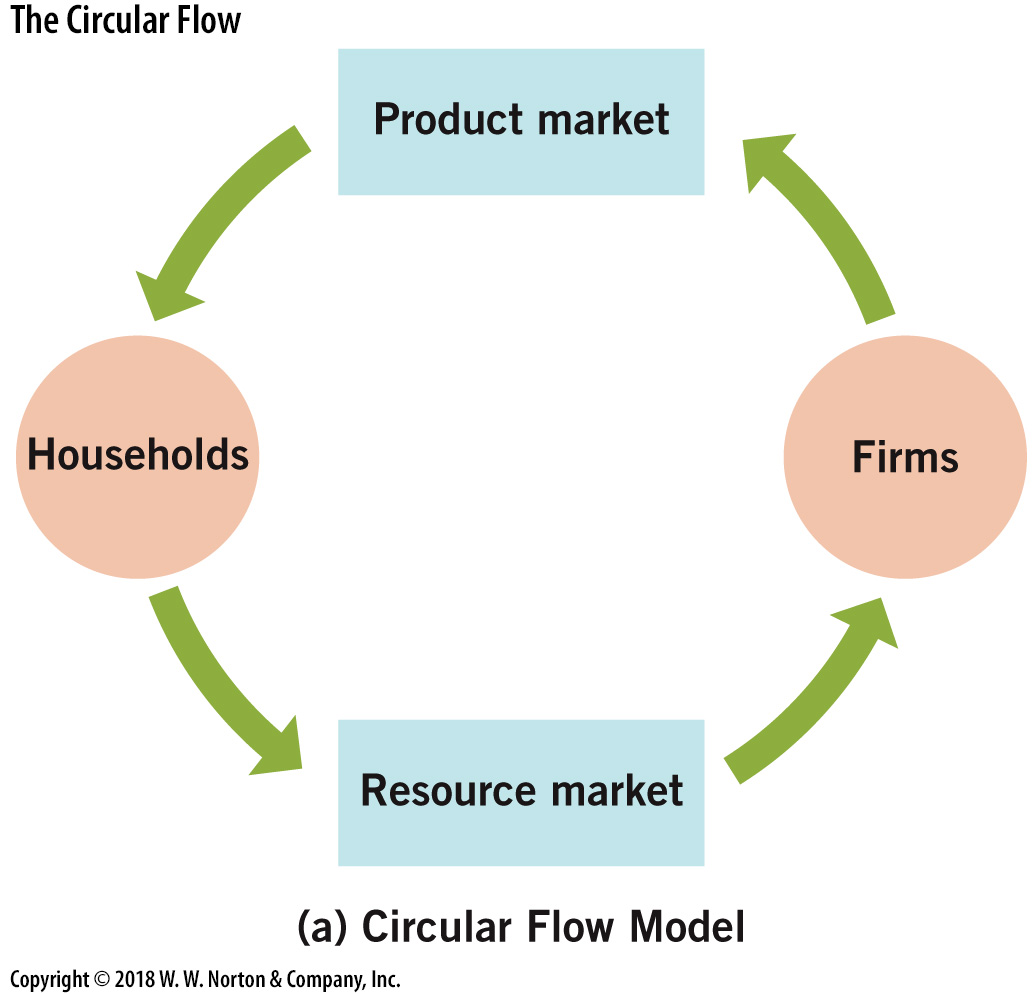 The Circular Flow
Product market
Households
Firms
Resource market
(a) Circular Flow Model
Copyright © 2018 W. W. Norton & Company, Inc.